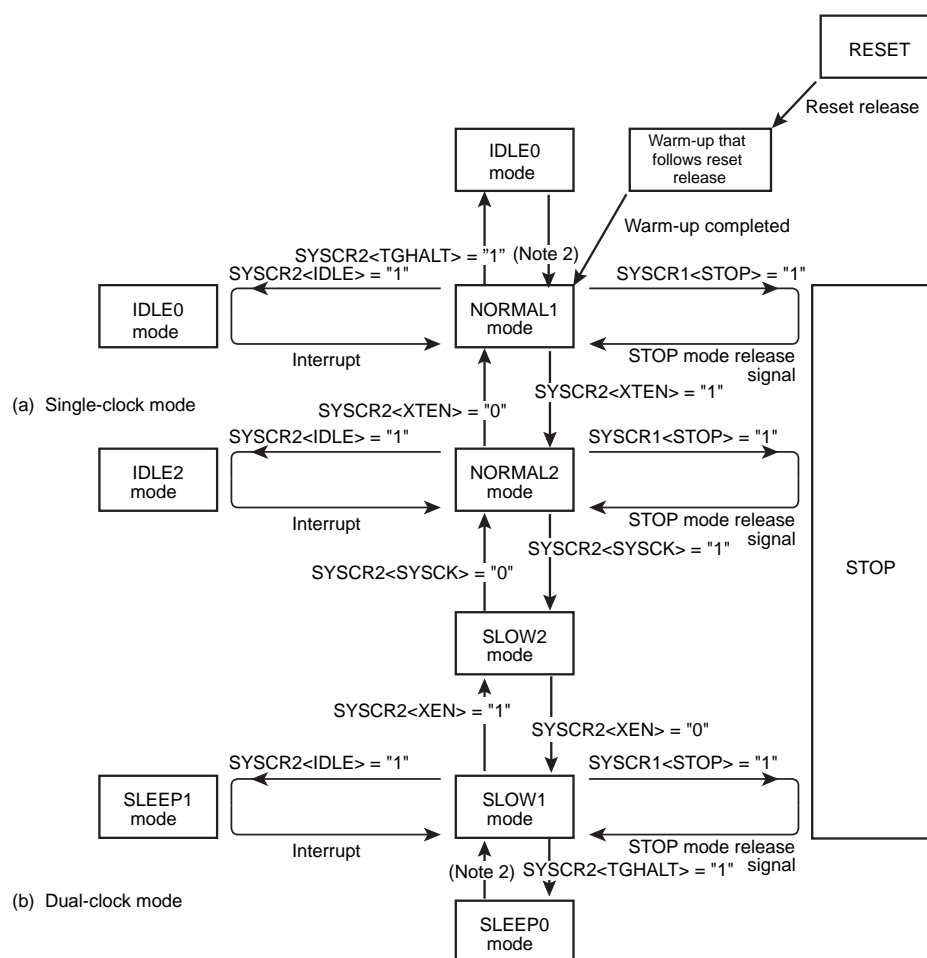 RESET
Reset release
Warm-up that
follows reset
release
IDLE0
mode
Warm-up completed
SYSCR2<TGHALT> = "1"
(Note 2)
SYSCR2<IDLE> = "1"
SYSCR1<STOP> = "1"
IDLE0
mode
NORMAL1
mode
Interrupt
STOP mode release
signal
(a) Single-clock mode
SYSCR2<XTEN> = "0"
SYSCR2<XTEN> = "1"
SYSCR2<IDLE> = "1"
SYSCR1<STOP> = "1"
IDLE2
mode
NORMAL2
mode
Interrupt
STOP mode release
signal
SYSCR2<SYSCK> = "0"
SYSCR2<SYSCK> = "1"
STOP
SLOW2
mode
SYSCR2<XEN> = "1"
SYSCR2<XEN> = "0"
SYSCR2<IDLE> = "1"
SYSCR1<STOP> = "1"
SLEEP1
mode
SLOW1
mode
Interrupt
STOP mode release
signal
(Note 2)
SYSCR2<TGHALT> = "1"
(b) Dual-clock mode
SLEEP0
mode